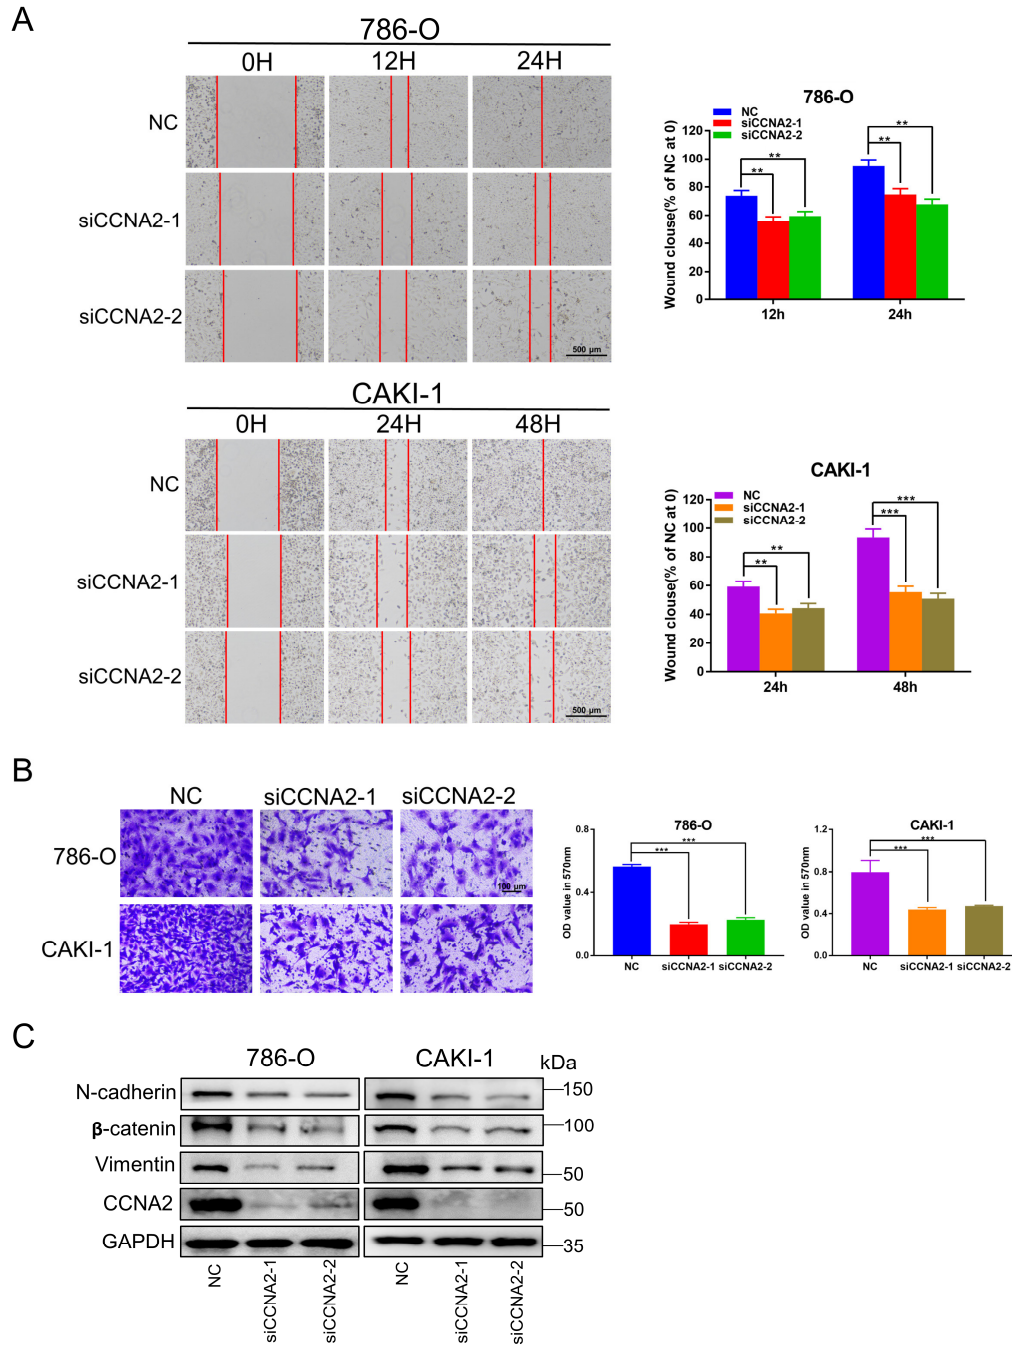 A
786-O
0H 12H 24H
NC
siCCNA2-1
siCCNA2-2
500 μm
786-O
NC
siCCNA2-1
siCCNA2-2
Wound clouse(% of NC at 0)
120
100
80
60
40
20
0
** ** ** **
12h 24h
CAKI-1
0H 24H 48H
NC
siCCNA2-1
siCCNA2-2
500 μm
CAKI-1
NC
siCCNA2-1
siCCNA2-2
Wound clouse(% of NC at 0)
120
100
80
60
40
20
0
** ** *** ***
24h 48h
B
NC siCCNA2-1 siCCNA2-2
786-O
100 μm
CAKI-1
786-O
OD value in 570nm
0.8
0.4
0.0
***
***
NC siCCNA2-1 siCCNA2-2
CAKI-1
OD value in 570nm
1.2
0.8
0.4
0.0
***
***
NC siCCNA2-1 siCCNA2-2
C
786-O CAKI-1 kDa
N-cadherin 150
β-catenin 100
Vimentin 50
CCNA2 50
GAPDH 35
NC siCCNA2-1 siCCNA2-2 NC siCCNA2-1 siCCNA2-2